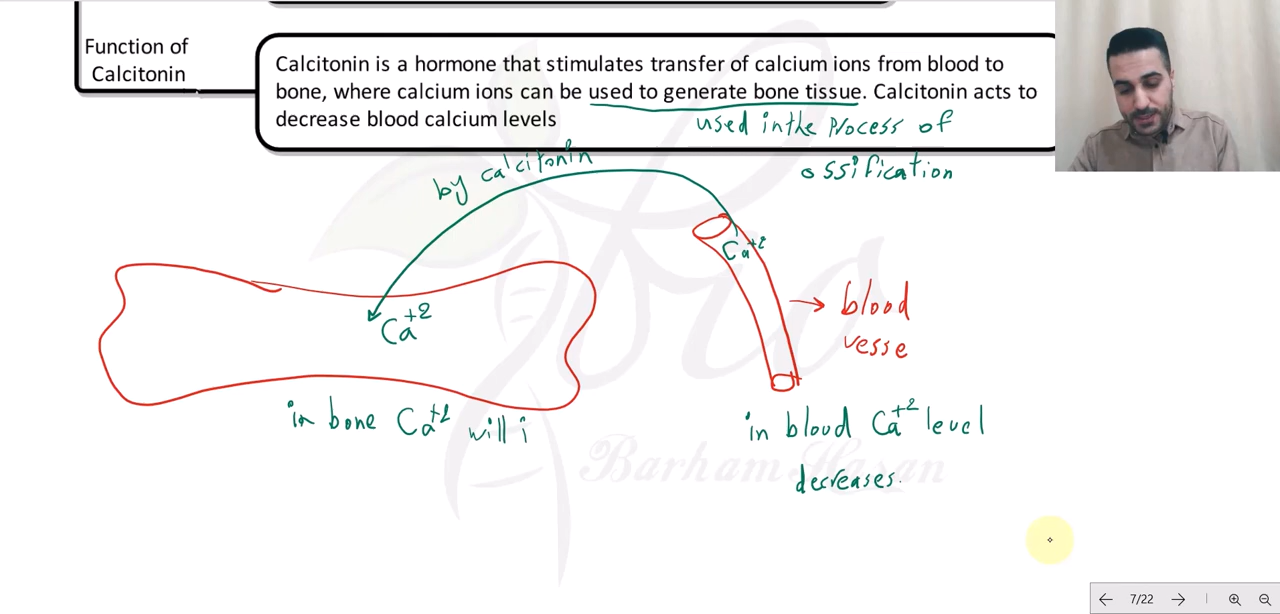 Function of
Calcitonin
Calcitonin is a hormone that stimulates transfer of calcium ions from blood to
bone, where calcium ions can be used to generate bone tissue. Calcitonin acts to
decrease blood calcium levels
used in the process of
ossification
by calcitonin
Ca+2
Ca+2
→ blood
vesse
in bone Ca+2 will i
in blood Ca+2 level
decreases.
Barham Hasan
7/22